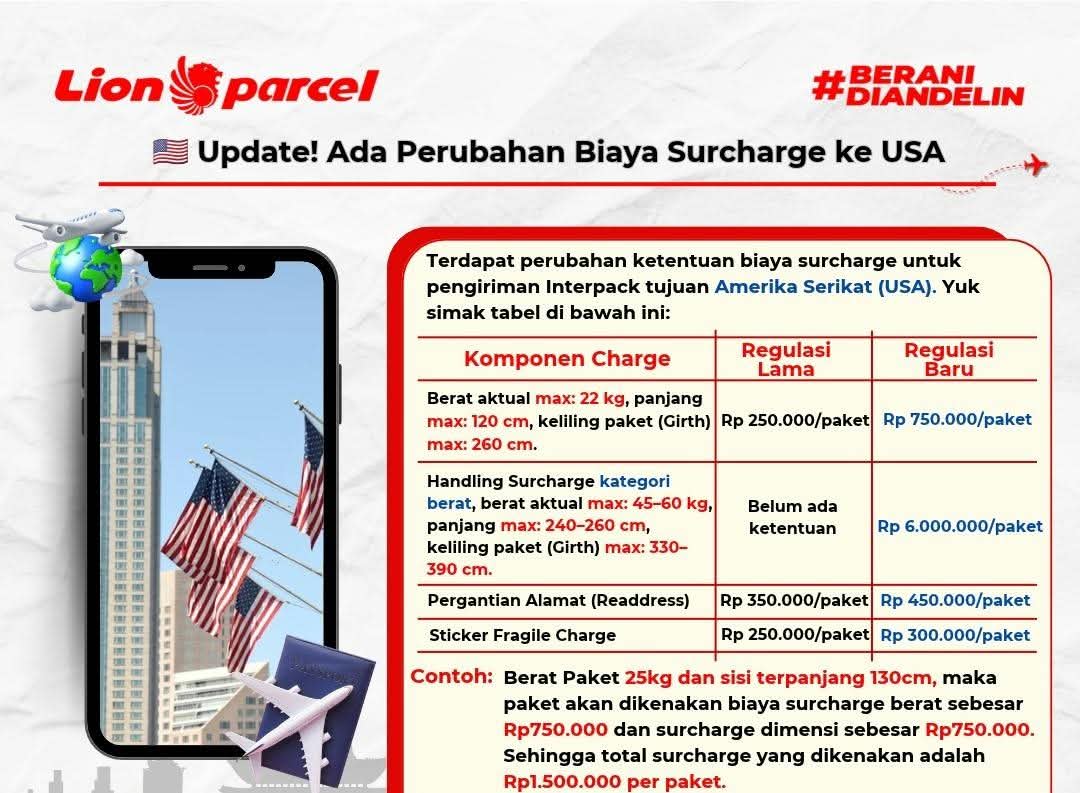 Lion parcel
#BERANI
DIANDELIN
Update! Ada Perubahan Biaya Surcharge ke USA
Terdapat perubahan ketentuan biaya surcharge untuk
pengiriman Interpack tujuan Amerika Serikat (USA). Yuk
simak tabel di bawah ini:
Komponen Charge
Regulasi
Lama
Regulasi
Baru
Berat aktual max: 22 kg, panjang
max: 120 cm, keliling paket (Girth)
max: 260 cm.
Rp 250.000/paket
Rp 750.000/paket
Handling Surcharge kategori
berat, berat aktual max: 45–60 kg,
panjang max: 240–260 cm,
keliling paket (Girth) max: 330–
390 cm.
Belum ada
ketentuan
Rp 6.000.000/paket
Pergantian Alamat (Readdress)
Rp 350.000/paket
Rp 450.000/paket
Sticker Fragile Charge
Rp 250.000/paket
Rp 300.000/paket
Contoh:
Berat Paket 25kg dan sisi terpanjang 130cm, maka
paket akan dikenakan biaya surcharge berat sebesar
Rp750.000 dan surcharge dimensi sebesar Rp750.000.
Sehingga total surcharge yang dikenakan adalah
Rp1.500.000 per paket.